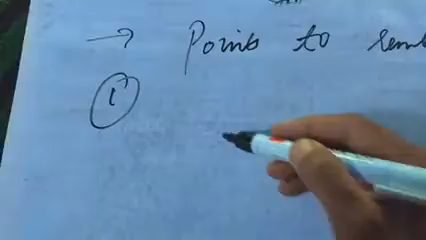 → Points to
①